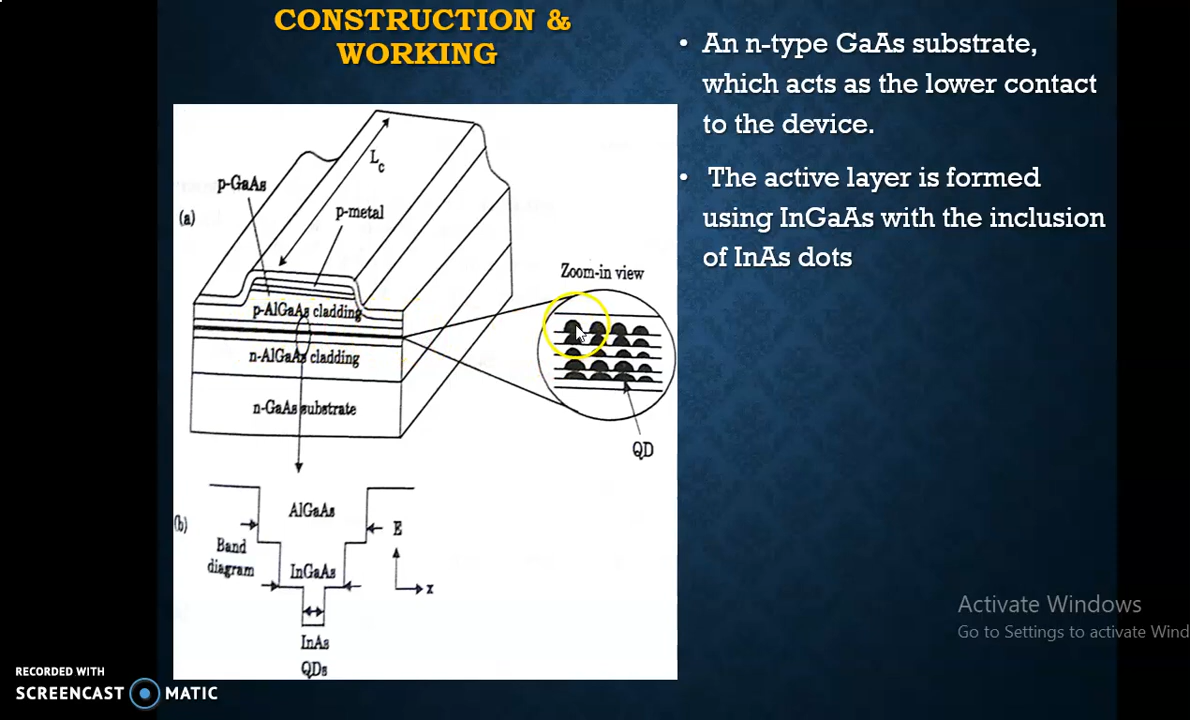 CONSTRUCTION &
WORKING
• An n-type GaAs substrate,
which acts as the lower contact
to the device.
• The active layer is formed
using InGaAs with the inclusion
of InAs dots
Lc
p-GaAs
(a)
p-metal
Zoom-in view
p-AlGaAs cladding
n-AlGaAs cladding
n-GaAs substrate
QD
AlGaAs
(b)
E
Band
diagram
InGaAs
x
InAs
QDs
Activate Windows
Go to Settings to activate Wind
RECORDED WITH
SCREENCAST MATIC